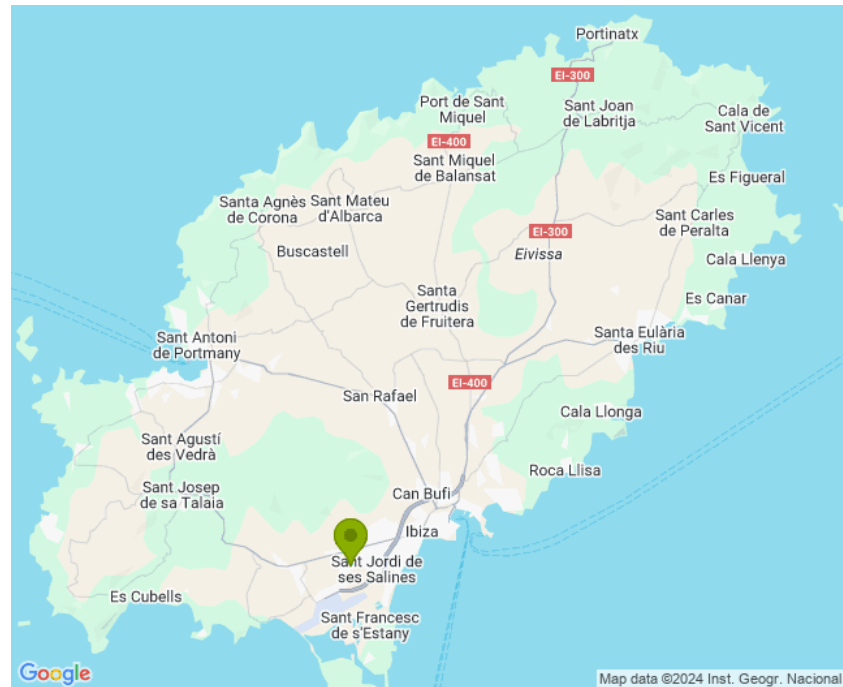 Portinatx
EI-300
Port de Sant
Miquel
Sant Joan
de Labritja
Cala de
Sant Vicent
EI-400
Sant Miquel
de Balansat
Es Figueral
Santa Agnès
de Corona
Sant Mateu
d'Albarca
Sant Carles
de Peralta
EI-300
Buscastell
Eivissa
Cala Llenya
Santa
Gertrudis
de Fruitera
Es Canar
Sant Antoni
de Portmany
Santa Eulària
des Riu
EI-400
San Rafael
Cala Llonga
Sant Agustí
des Vedrà
Roca Llisa
Sant Josep
de sa Talaia
Can Bufi
Ibiza
Sant Jordi de
ses Salines
Es Cubells
Sant Francesc
de s'Estany
Google
Map data ©2024 Inst. Geogr. Nacional